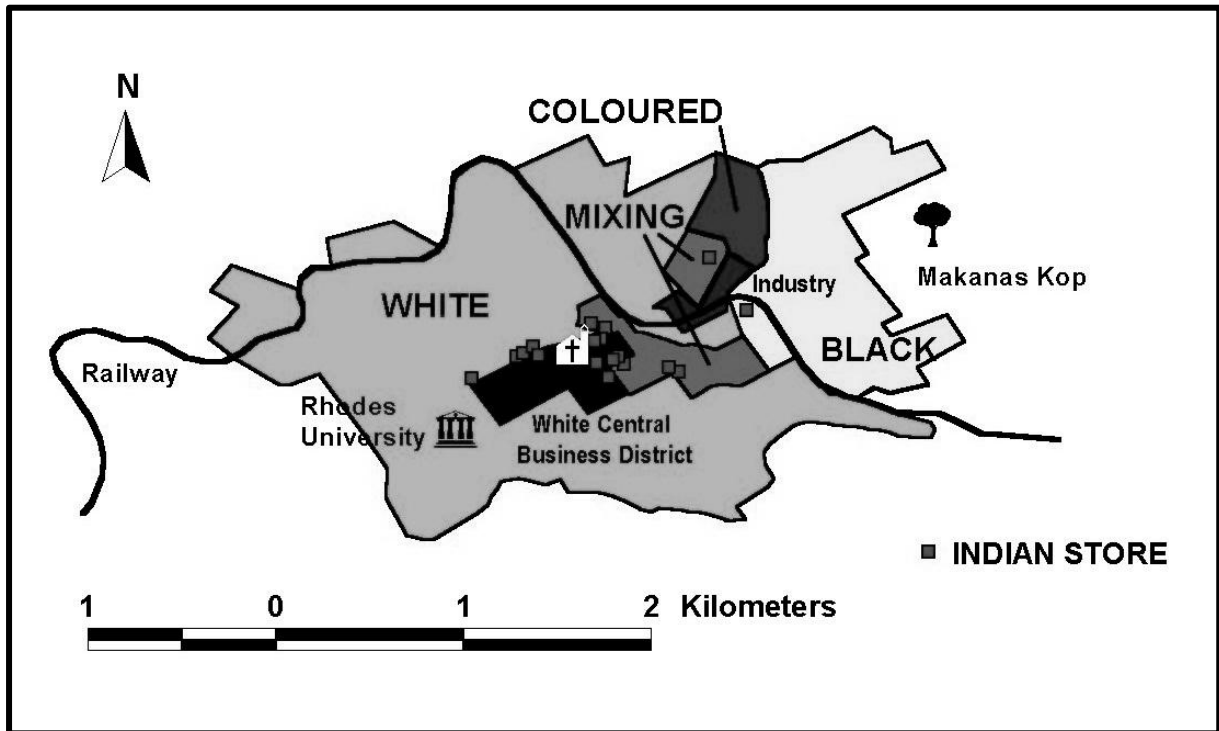 N
COLOURED
MIXING
Makanas Kop
Industry
WHITE
BLACK
Railway
Rhodes
University
White Central
Business District
INDIAN STORE
1 0 1 2 Kilometers